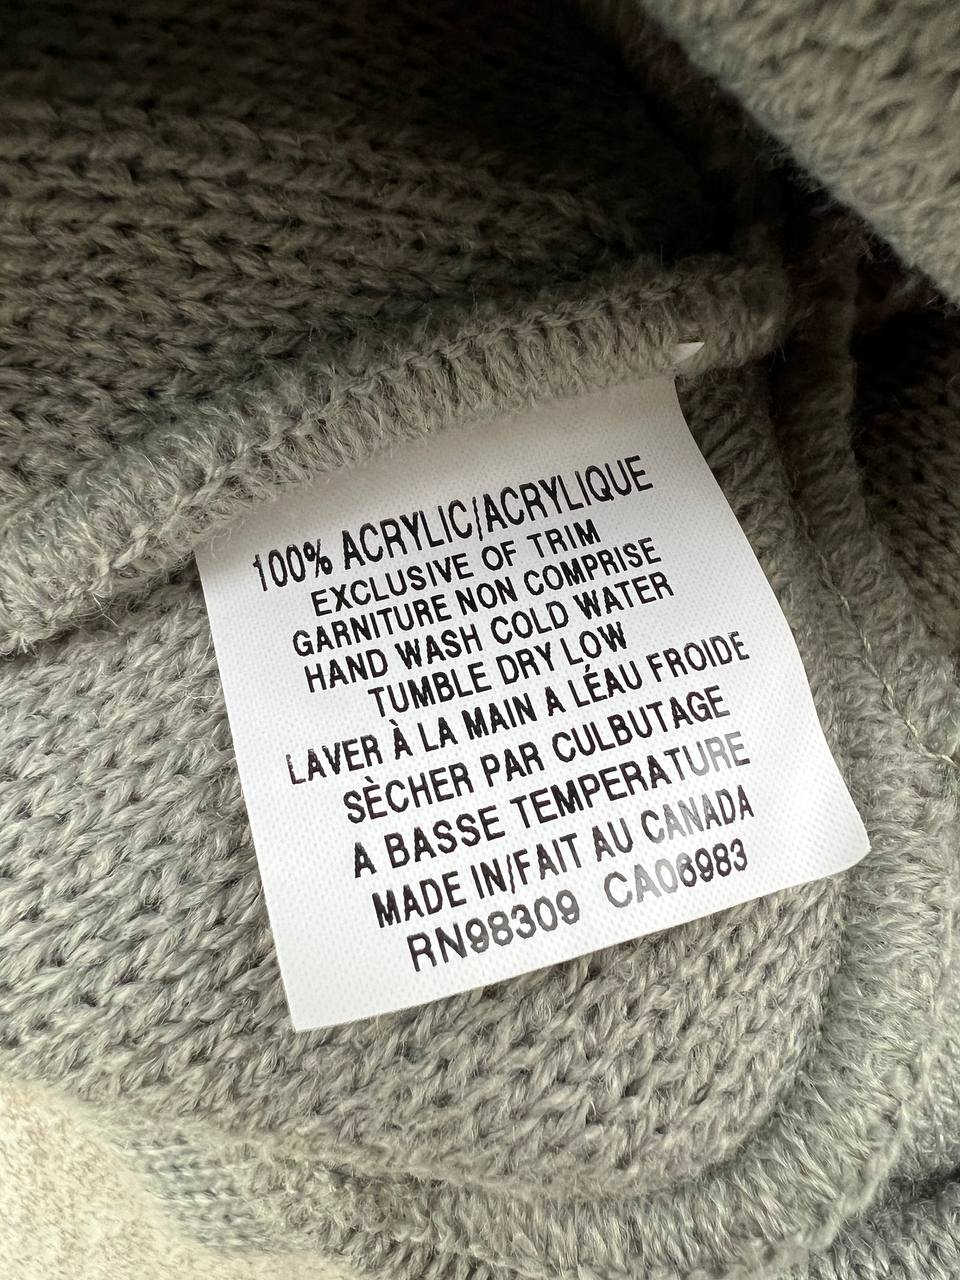 100% ACRYLIC/ACRYLIQUE
EXCLUSIVE OF TRIM
GARNITURE NON COMPRISE
HAND WASH COLD WATER
TUMBLE DRY LOW
LAVER À LA MAIN A LÉAU FROIDE
SÈCHER PAR CULBUTAGE
A BASSE TEMPERATURE
MADE IN/FAIT AU CANADA
RN98309 CA06983